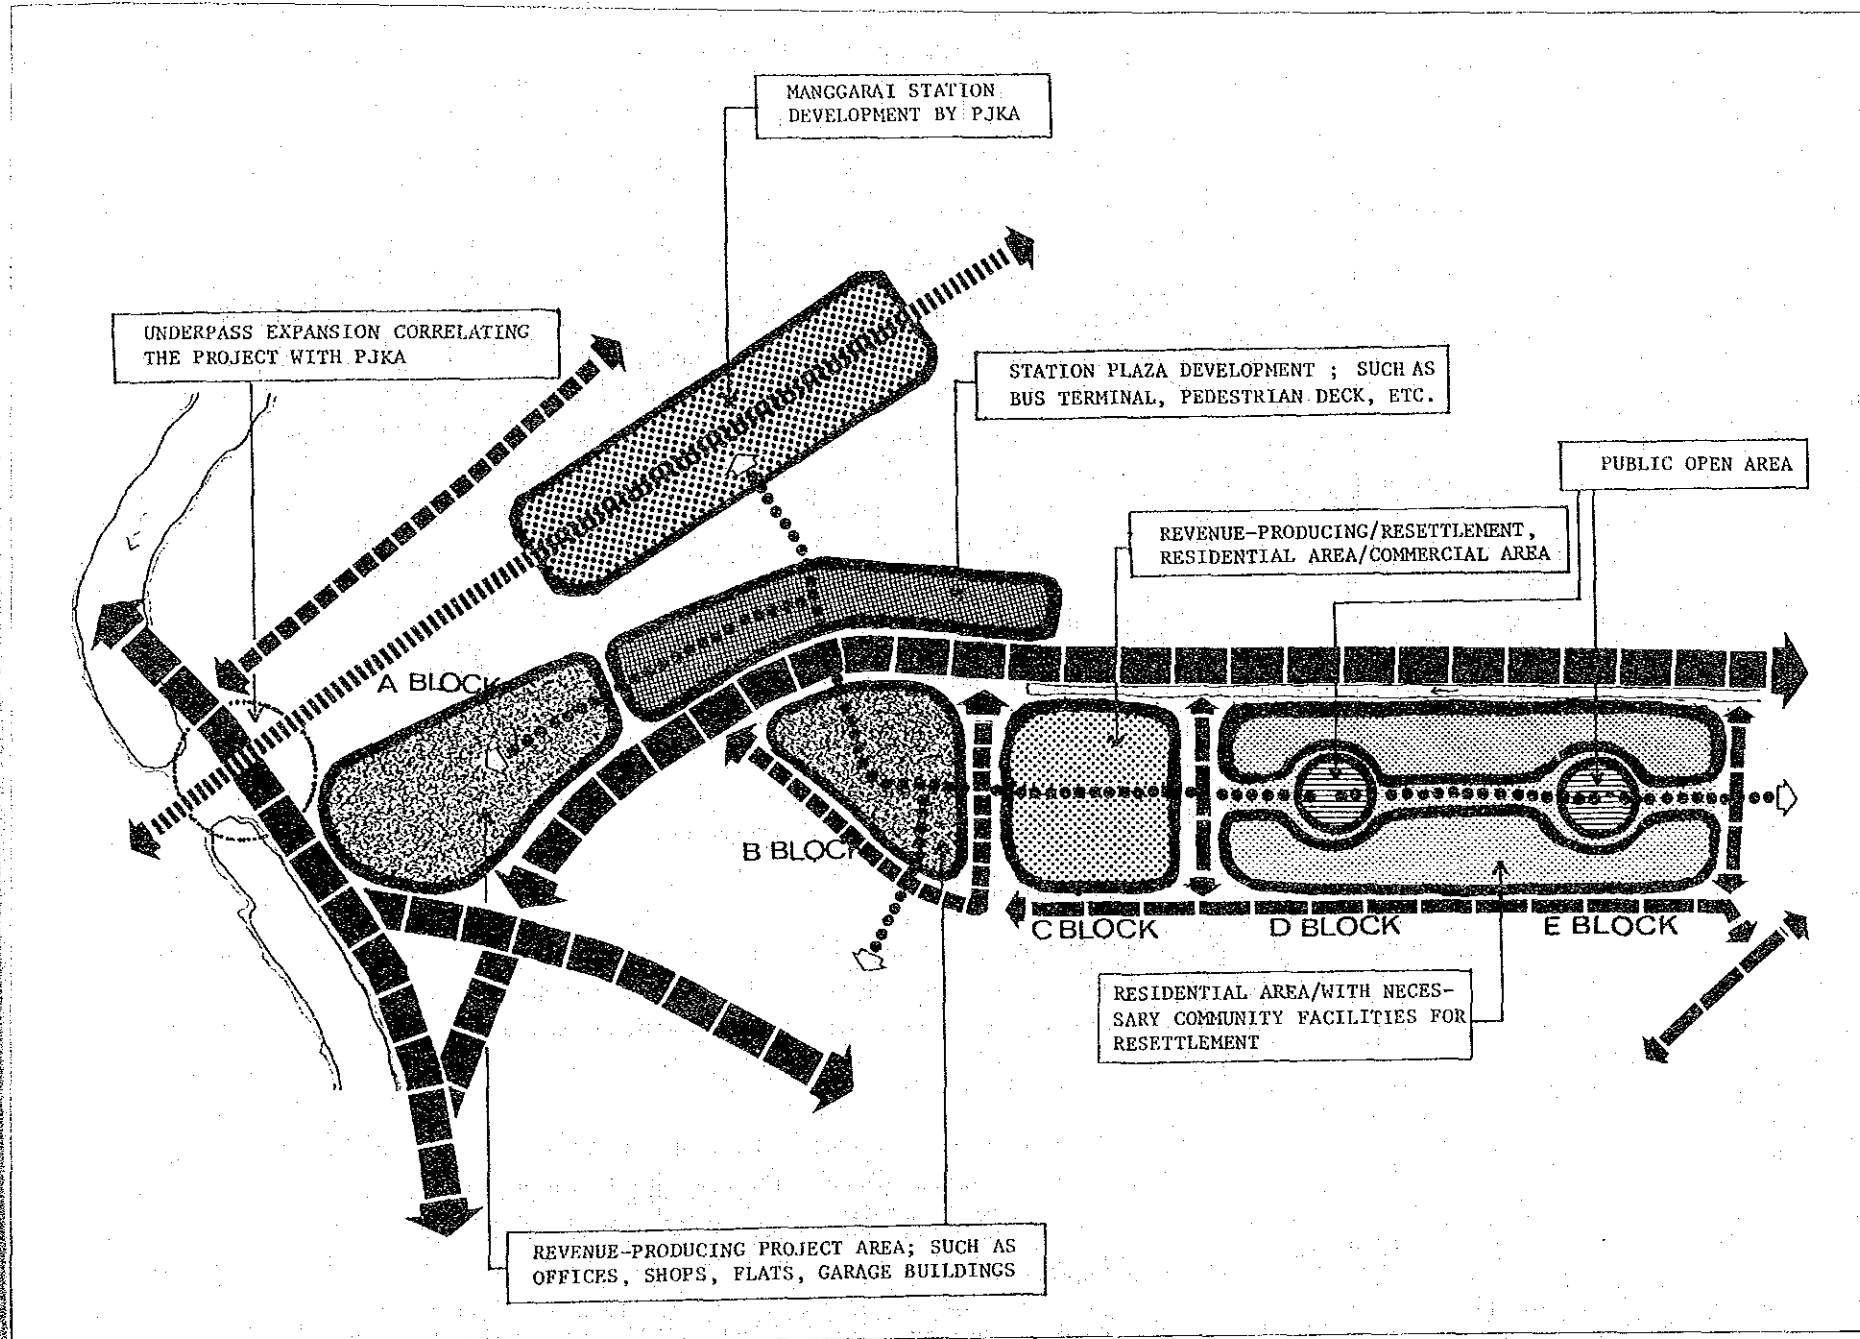 MANGGARAI STATION
DEVELOPMENT BY PJKA
UNDERPASS EXPANSION CORRELATING
THE PROJECT WITH PJKA
STATION PLAZA DEVELOPMENT ; SUCH AS
BUS TERMINAL, PEDESTRIAN DECK, ETC.
PUBLIC OPEN AREA
REVENUE-PRODUCING/RESETTLEMENT,
RESIDENTIAL AREA/COMMERCIAL AREA
A BLOCK
B BLOCK
C BLOCK
D BLOCK
E BLOCK
RESIDENTIAL AREA/WITH NECES-
SARY COMMUNITY FACILITIES FOR
RESETTLEMENT
REVENUE-PRODUCING PROJECT AREA; SUCH AS
OFFICES, SHOPS, FLATS, GARAGE BUILDINGS